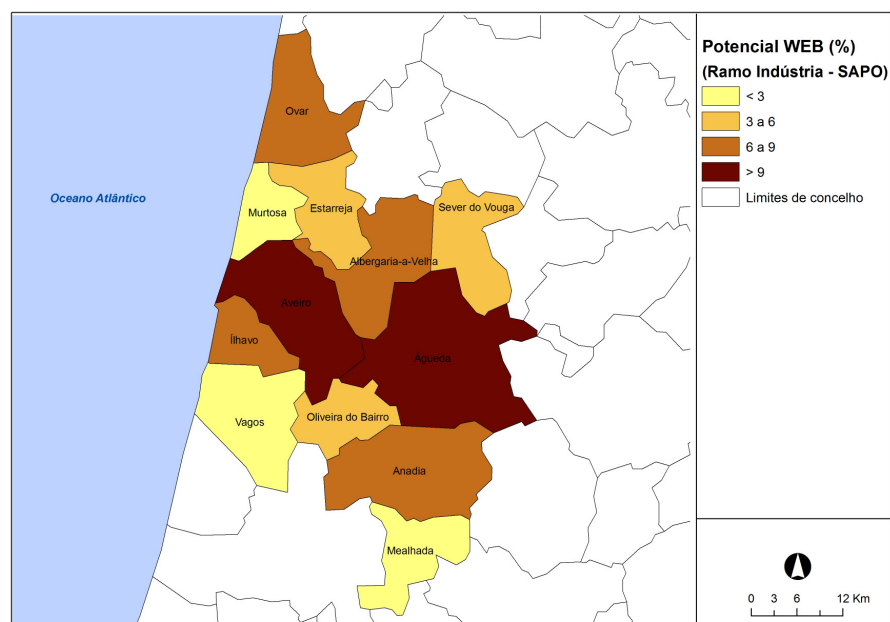 Potencial WEB (%)
(Ramo Indústria - SAPO)
< 3
3 a 6
6 a 9
> 9
Limites de concelho
Oceano Atlântico
Ovar
Estarreja
Murtosa
Sever do Vouga
Albergaria-a-Velha
Aveiro
Ílhavo
Águeda
Vagos
Oliveira do Bairro
Anadia
Mealhada
0 3 6 12 Km